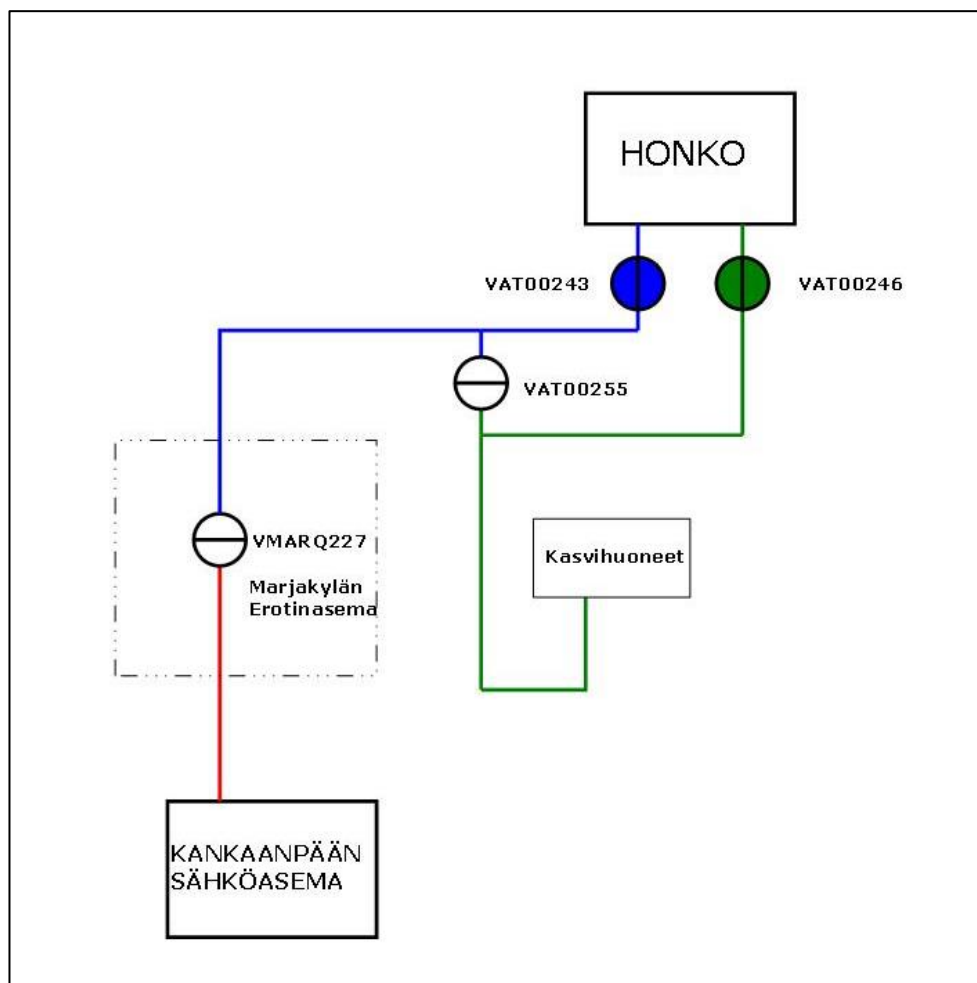 HONKO
VAT00243
VAT00246
VAT00255
VMARQ227
Marjakylän
Erotinasema
Kasvihuoneet
KANKAANPÄÄN
SÄHKÖASEMA